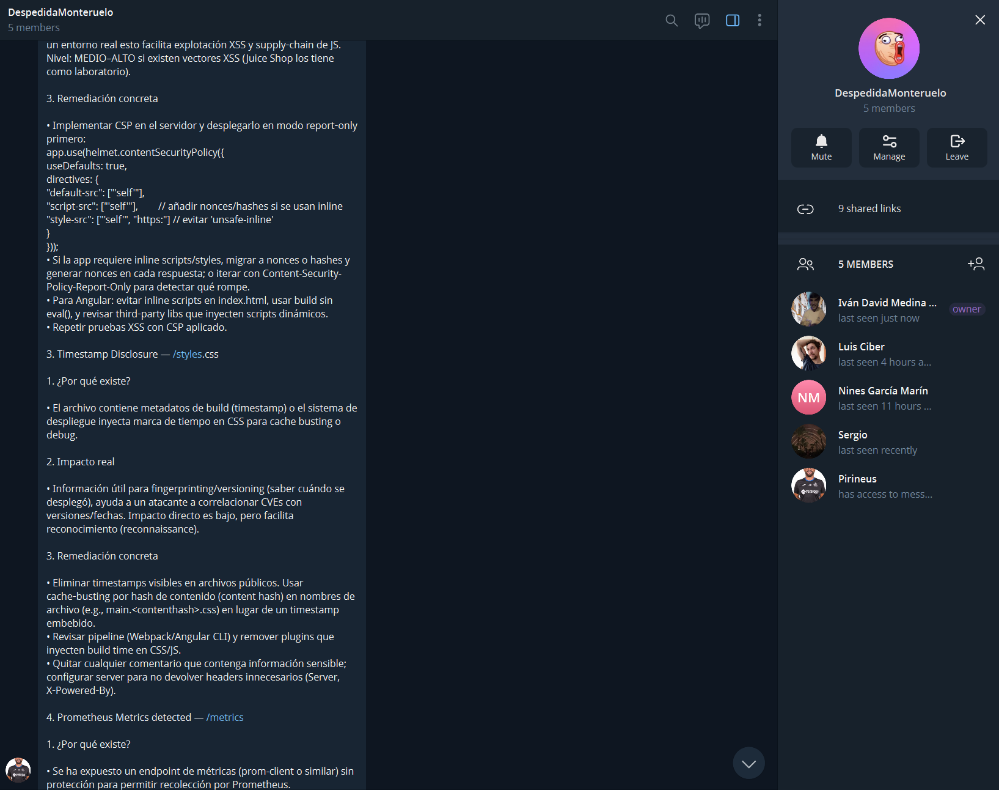 DespedidaMonteruelo
5 members
un entorno real esto facilita explotación XSS y supply-chain de JS.
Nivel: MEDIO–ALTO si existen vectores XSS (Juice Shop los tiene
como laboratorio).
3. Remediación concreta
• Implementar CSP en el servidor y desplegarlo en modo report-only
primero:
app.use(helmet.contentSecurityPolicy({
useDefaults: true,
directives: {
"default-src": ["'self'"],
"script-src": ["'self'"],       // añadir nonces/hashes si se usan inline
"style-src": ["'self'", "https:"] // evitar 'unsafe-inline'
}
}));
• Si la app requiere inline scripts/styles, migrar a nonces o hashes y
generar nonces en cada respuesta; o iterar con Content-Security-
Policy-Report-Only para detectar qué rompe.
• Para Angular: evitar inline scripts en index.html, usar build sin
eval(), y revisar third-party libs que inyecten scripts dinámicos.
• Repetir pruebas XSS con CSP aplicado.
3. Timestamp Disclosure — /styles.css
1. ¿Por qué existe?
• El archivo contiene metadatos de build (timestamp) o el sistema de
despliegue inyecta marca de tiempo en CSS para cache busting o
debug.
2. Impacto real
• Información útil para fingerprinting/versioning (saber cuándo se
desplegó), ayuda a un atacante a correlacionar CVEs con
versiones/fechas. Impacto directo es bajo, pero facilita
reconocimiento (reconnaissance).
3. Remediación concreta
• Eliminar timestamps visibles en archivos públicos. Usar
cache-busting por hash de contenido (content hash) en nombres de
archivo (e.g., main.<contenthash>.css) en lugar de un timestamp
embebido.
• Revisar pipeline (Webpack/Angular CLI) y remover plugins que
inyecten build time en CSS/JS.
• Quitar cualquier comentario que contenga información sensible;
configurar server para no devolver headers innecesarios (Server,
X-Powered-By).
4. Prometheus Metrics detected — /metrics
1. ¿Por qué existe?
• Se ha expuesto un endpoint de métricas (prom-client o similar) sin
protección para permitir recolección por Prometheus.
DespedidaMonteruelo
5 members
Mute
Manage
Leave
9 shared links
5 MEMBERS
Iván David Medina ...
owner
last seen just now
Luis Ciber
last seen 4 hours a...
NM
Nines García Marín
last seen 11 hours ...
Sergio
last seen recently
Pirineus
has access to mess...